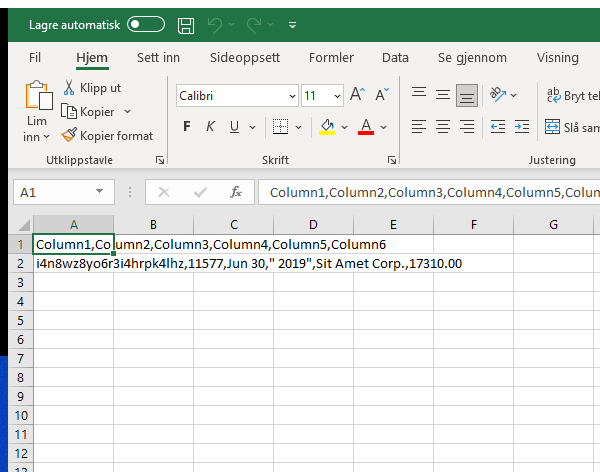 Lagre automatisk
Fil Hjem Sett inn Sideoppsett Formler Data Se gjennom Visning
Lim inn
Klipp ut
Kopier
Kopier format
Utklippstavle
Calibri 11
F K U
A A
A
Skrift
ab Bryt tek
Slå sam
Justering
A1 fx Column1,Column2,Column3,Column4,Column5,Colum
A B C D E F G
1 Column1,Column2,Column3,Column4,Column5,Column6
2 i4n8wz8yo6r3i4hrpk4lhz,11577,Jun 30," 2019",Sit Amet Corp.,17310.00
3
4
5
6
7
8
9
10
11
12